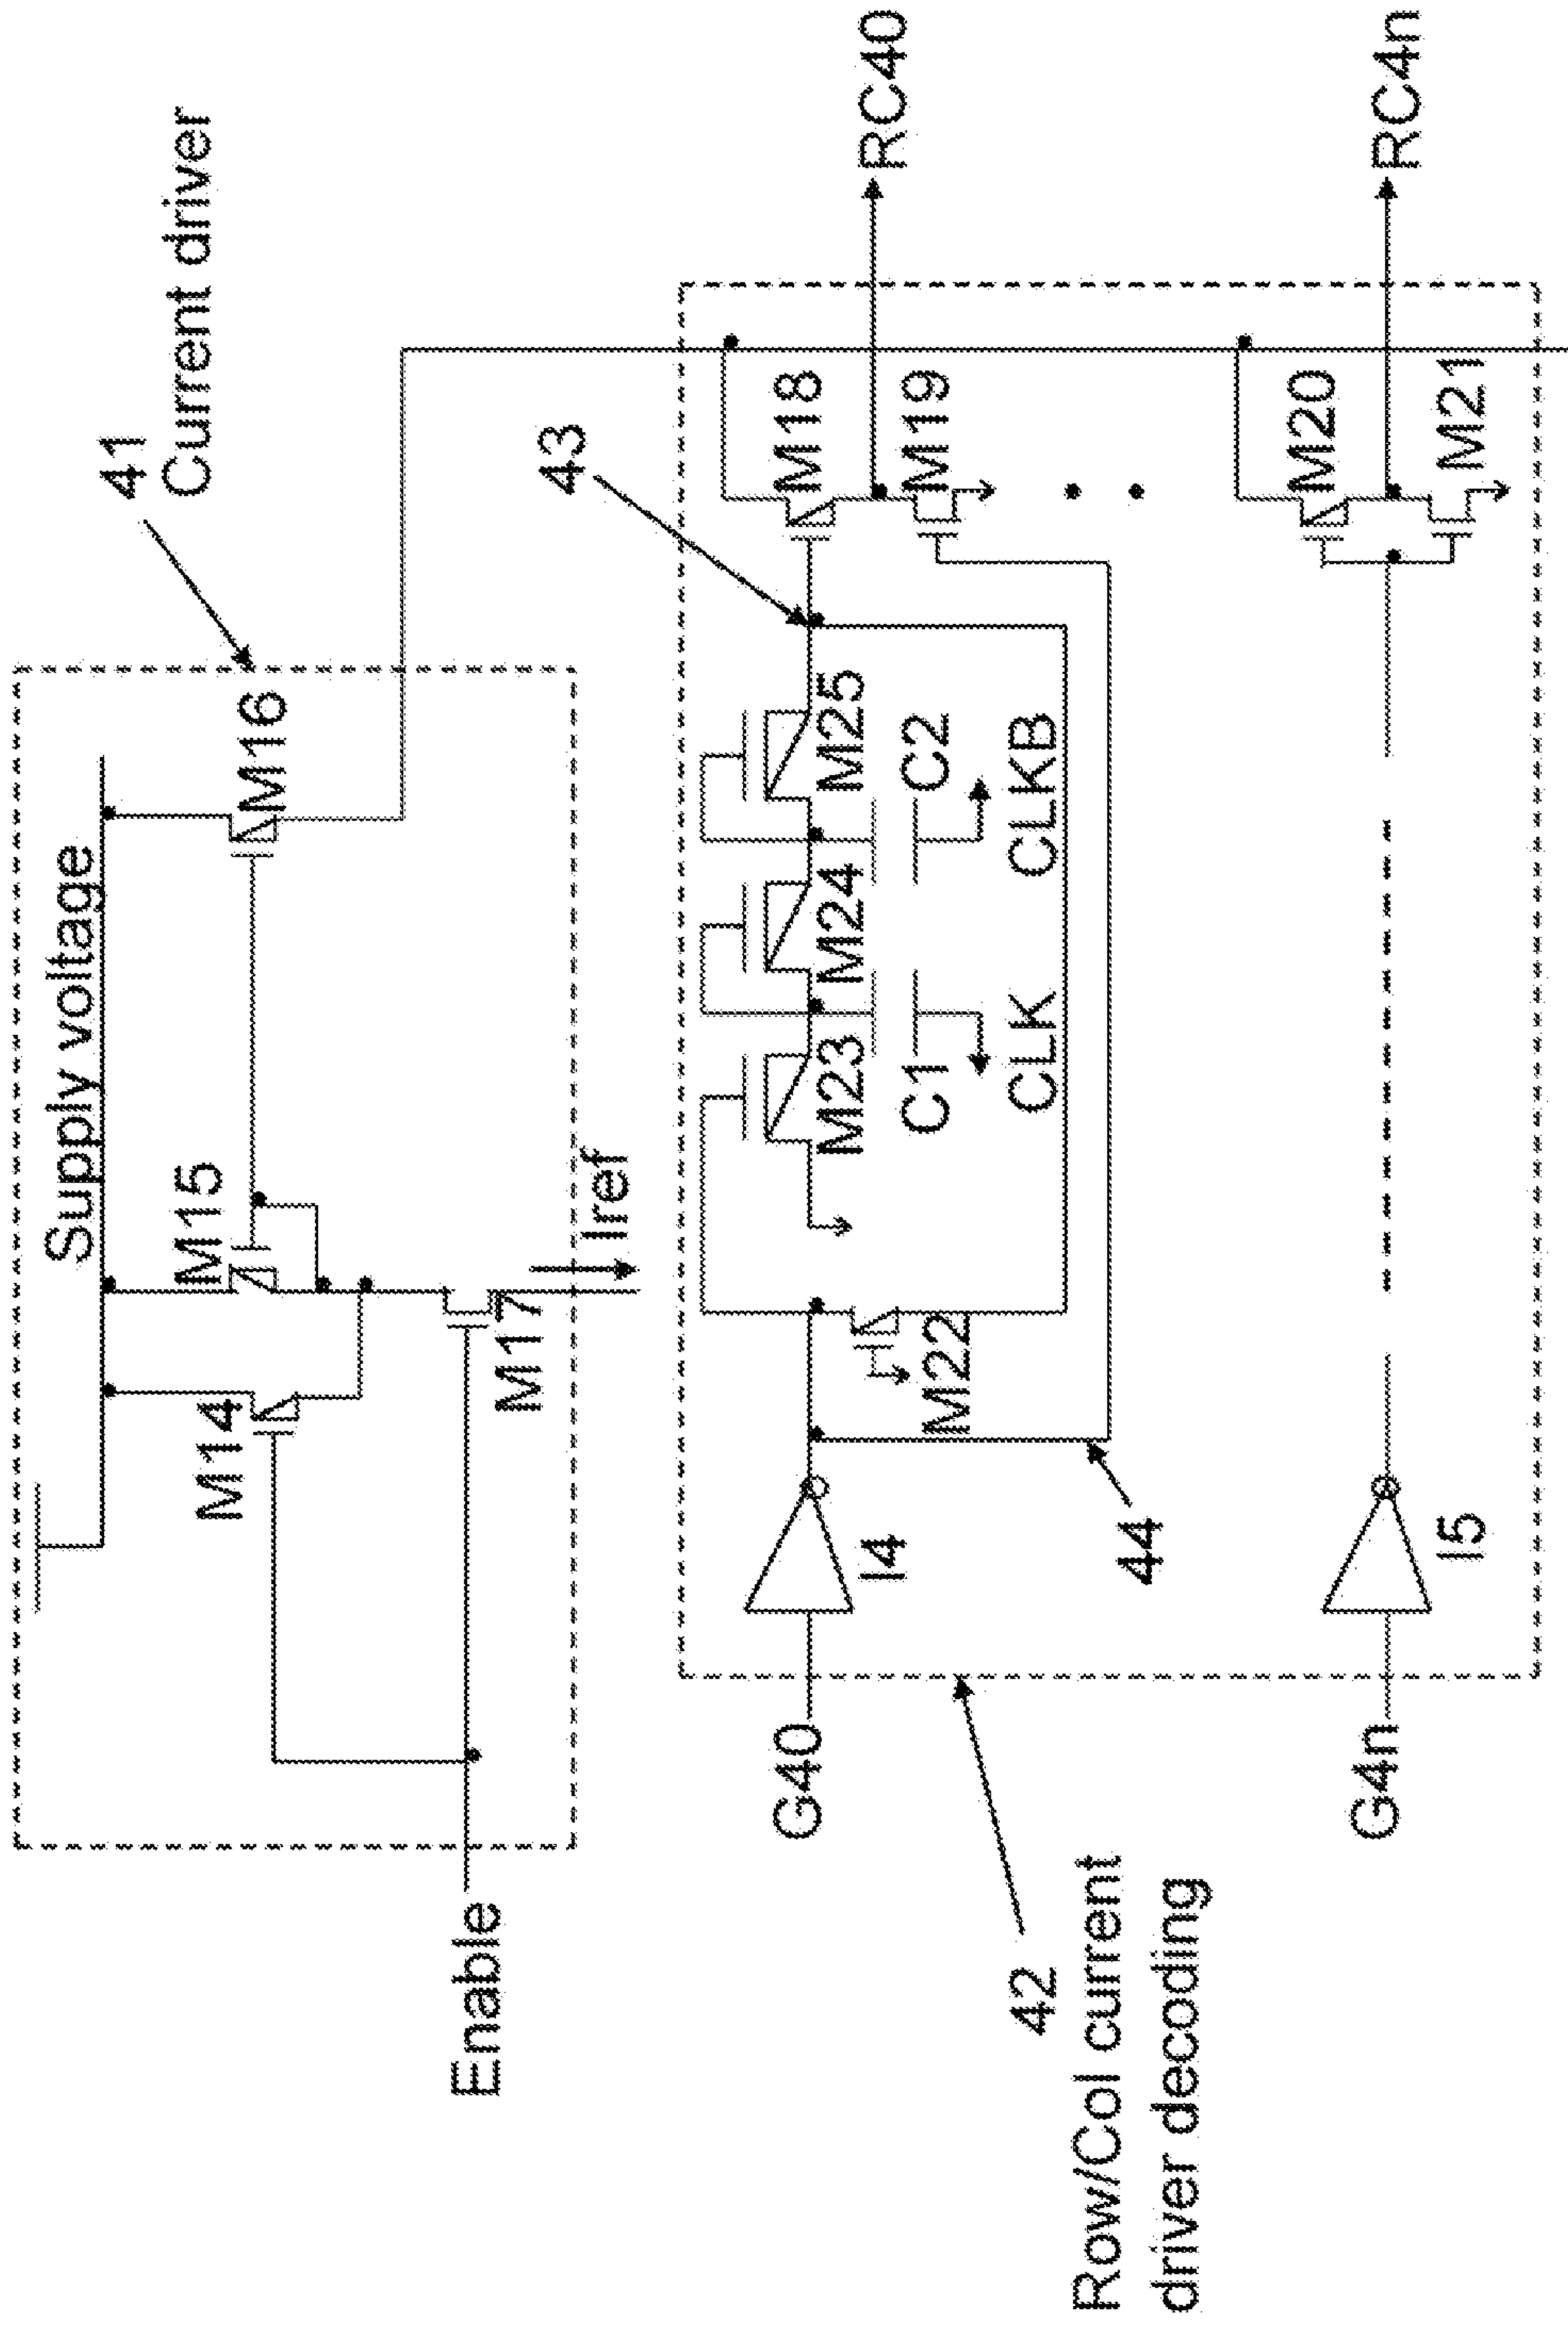 41
Current driver
Supply voltage
M14
M15
M16
M17
Enable
Iref
42
Row/Col current
driver decoding
43
G40
I4
M22
M23
M24
M25
C1
C2
CLK
CLKB
M18
M19
RC40
44
G4n
I5
M20
M21
RC4n